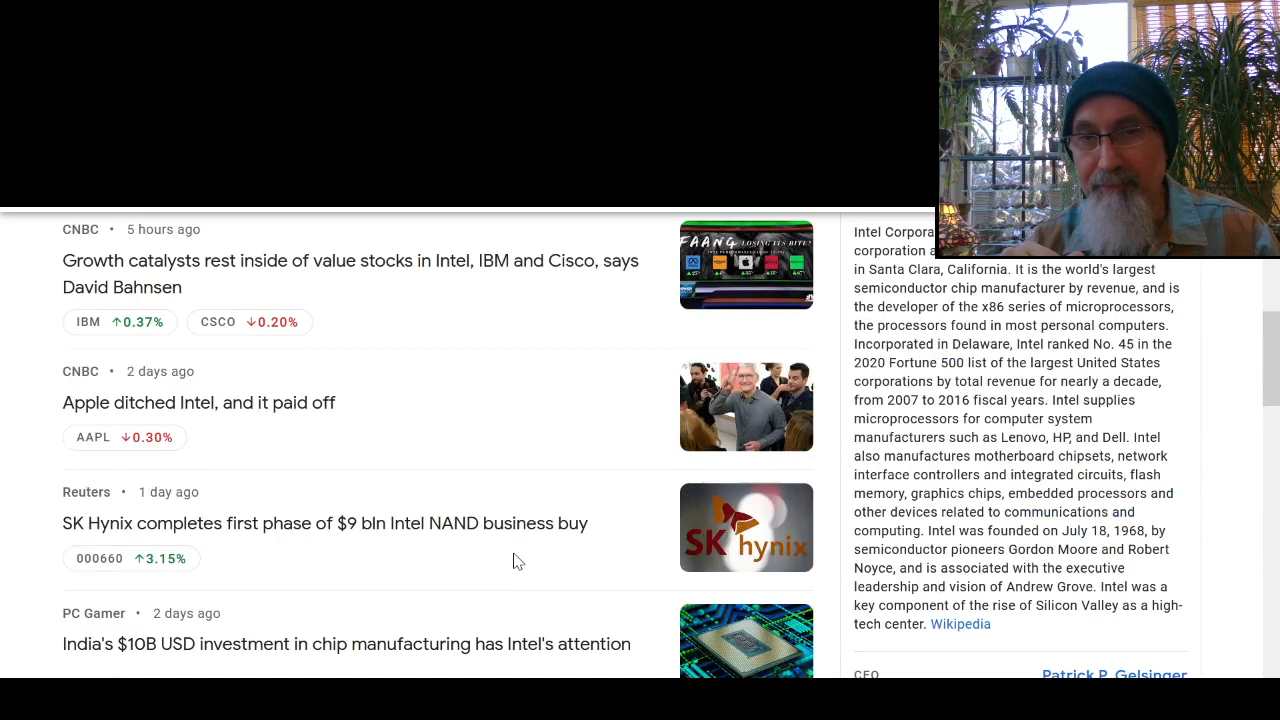 CNBC • 5 hours ago
Growth catalysts rest inside of value stocks in Intel, IBM and Cisco, says
David Bahnsen
IBM ↑0.37% CSCO ↓0.20%
FAANG LOSING ITS BITE?
CNBC • 2 days ago
Apple ditched Intel, and it paid off
AAPL ↓0.30%
Reuters • 1 day ago
SK Hynix completes first phase of $9 bln Intel NAND business buy
000660 ↑3.15%
SK hynix
PC Gamer • 2 days ago
India's $10B USD investment in chip manufacturing has Intel's attention
Intel Corpora
corporation a
in Santa Clara, California. It is the world's largest
semiconductor chip manufacturer by revenue, and is
the developer of the x86 series of microprocessors,
the processors found in most personal computers.
Incorporated in Delaware, Intel ranked No. 45 in the
2020 Fortune 500 list of the largest United States
corporations by total revenue for nearly a decade,
from 2007 to 2016 fiscal years. Intel supplies
microprocessors for computer system
manufacturers such as Lenovo, HP, and Dell. Intel
also manufactures motherboard chipsets, network
interface controllers and integrated circuits, flash
memory, graphics chips, embedded processors and
other devices related to communications and
computing. Intel was founded on July 18, 1968, by
semiconductor pioneers Gordon Moore and Robert
Noyce, and is associated with the executive
leadership and vision of Andrew Grove. Intel was a
key component of the rise of Silicon Valley as a high-
tech center. Wikipedia
CEO Patrick P. Gelsinger